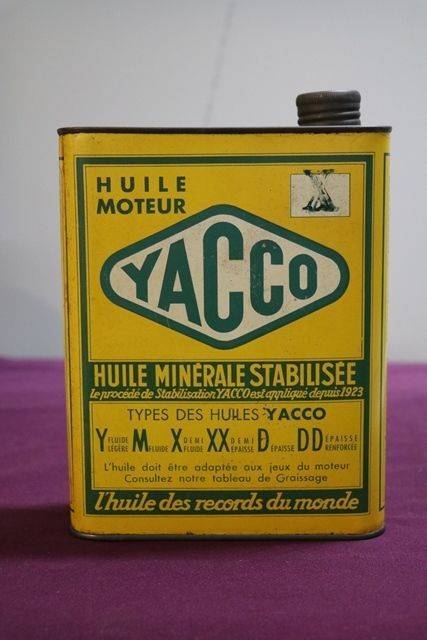 HUILE
MOTEUR
X
YACCO
HUILE MINÉRALE STABILISÉE
le procédé de Stabilisation YACCO est appliqué depuis 1923
TYPES DES HUILES YACCO
Y FLUIDE LÉGÈRE M FLUIDE X DEMI FLUIDE XX DEMI ÉPAISSE D ÉPAISSE DD ÉPAISSE RENFORCÉE
L'huile doit être adaptée aux jeux du moteur
Consultez notre tableau de Graissage
l'huile des records du monde